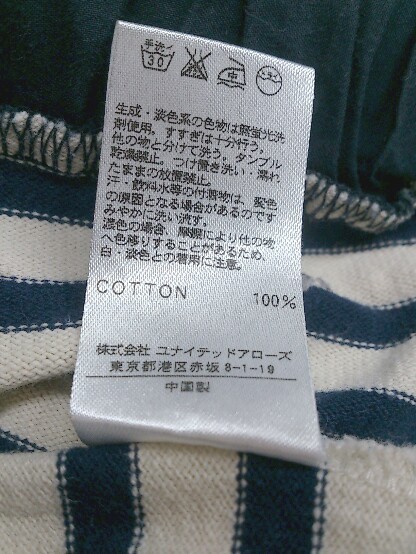 手洗イ
30
生成・淡色系の色物は無蛍光洗
剤使用。すすぎは十分行う。
他の物と分けて洗う。タンブル
乾燥禁止。つけ置き洗い・濡れ
たままの放置禁止。
汗・飲料水等の付着物は、変色
の原因となる場合があるのです
みやかに洗い流す。
濃色の場合、摩擦により他の物
へ色移りすることがあるため、
白・淡色との着用に注意。
COTTON 100%
株式会社 ユナイテッドアローズ
東京都港区赤坂 8-1-19
中国製